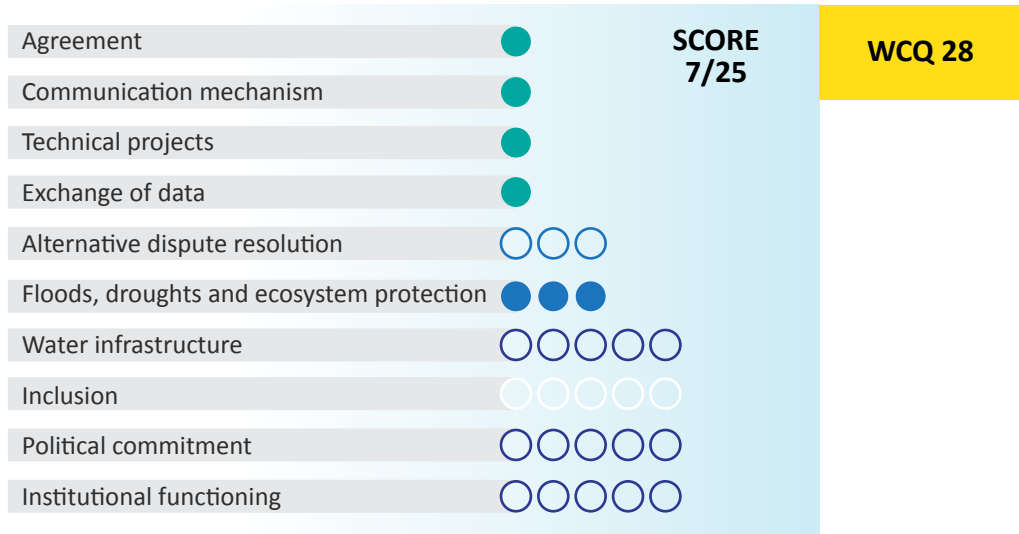 Agreement
Communication mechanism
Technical projects
Exchange of data
Alternative dispute resolution
Floods, droughts and ecosystem protection
Water infrastructure
Inclusion
Political commitment
Institutional functioning
SCORE
7/25
WCQ 28